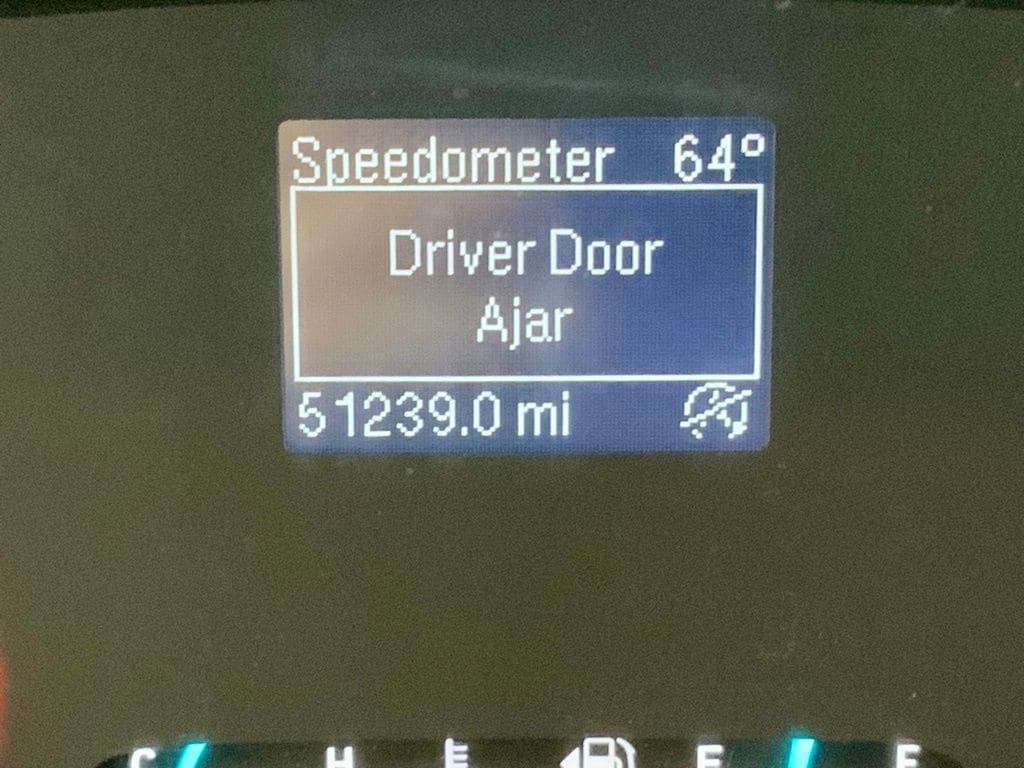 Speedometer 64°
Driver Door
Ajar
51239.0 mi
C H E F